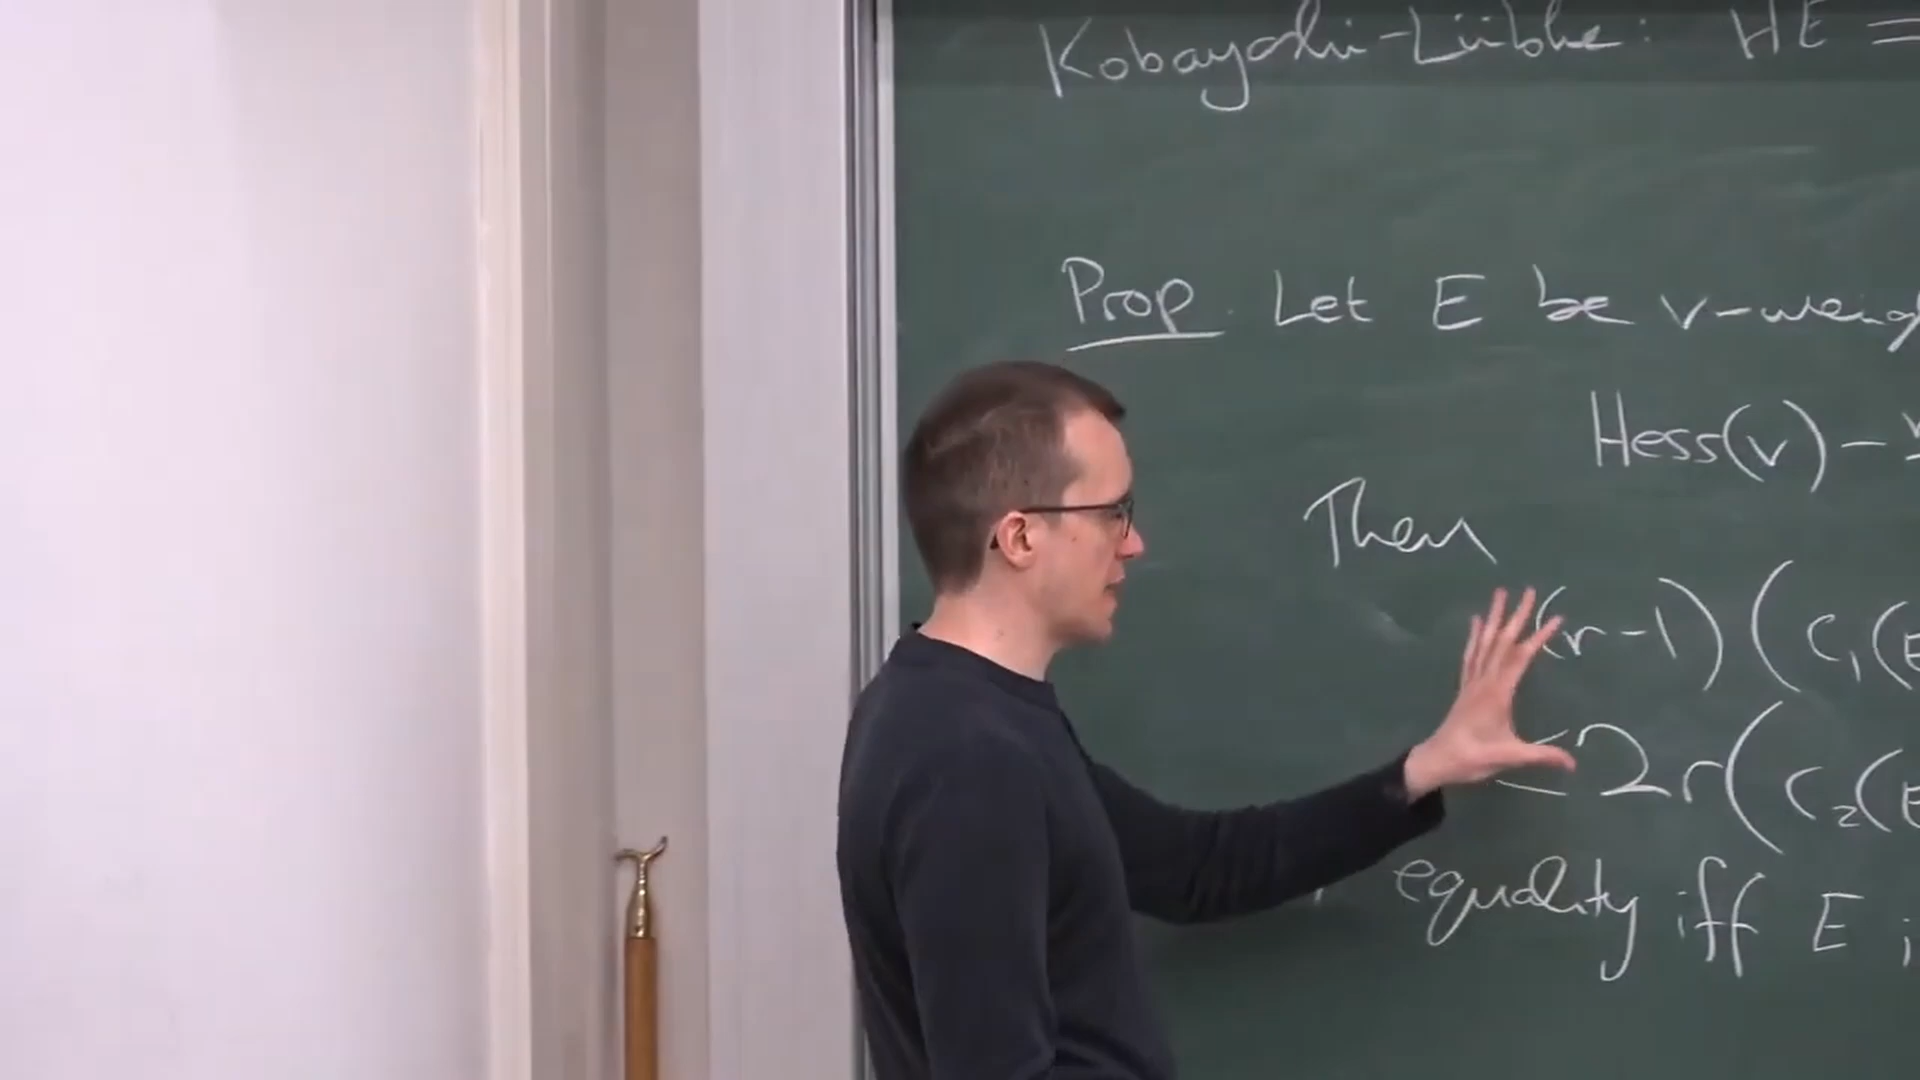 Kobayashi-Lübke: HE =
Prop. Let E be v-weig
Hess(v) -
Then
(r-1)(c₁(E
≤2r(c₂(E
equality iff E i